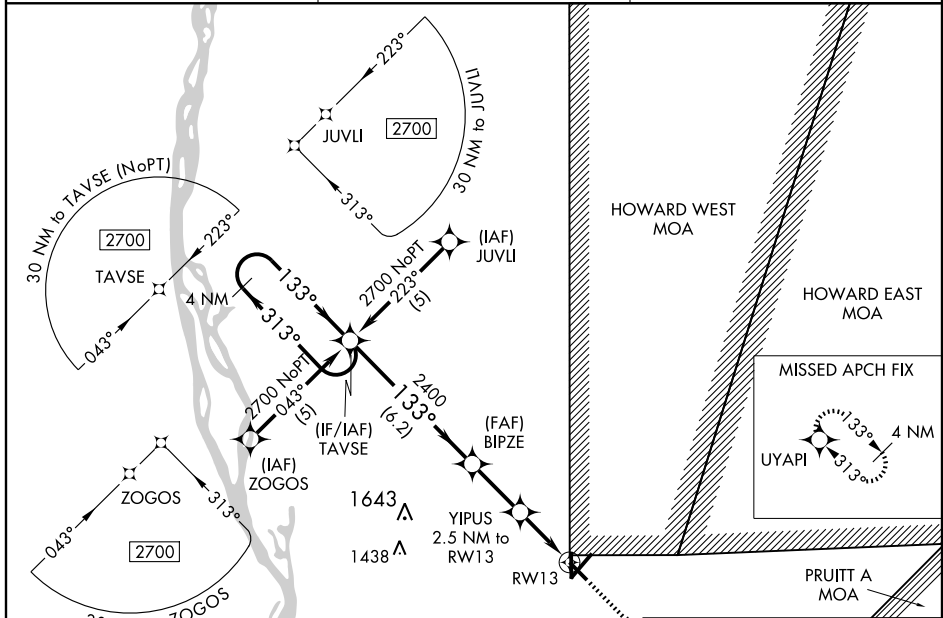 223°
JUVLI
2700
30 NM to JUVLI
313°
30 NM to TAVSE (NoPT)
2700
223°
TAVSE
043°
4 NM
133°
313°
(IAF)
JUVLI
2700 NoPT
223°
(5)
2700 NoPT
043°
(5)
(IF/IAF)
TAVSE
(IAF)
ZOGOS
2400
133°
(6.2)
(FAF)
BIPZE
YIPUS
2.5 NM to
RW13
RW13
1643
1438
ZOGOS
043°
313°
2700
ZOGOS
HOWARD WEST
MOA
HOWARD EAST
MOA
MISSED APCH FIX
133°
4 NM
UYAPI
313°
PRUITT A
MOA